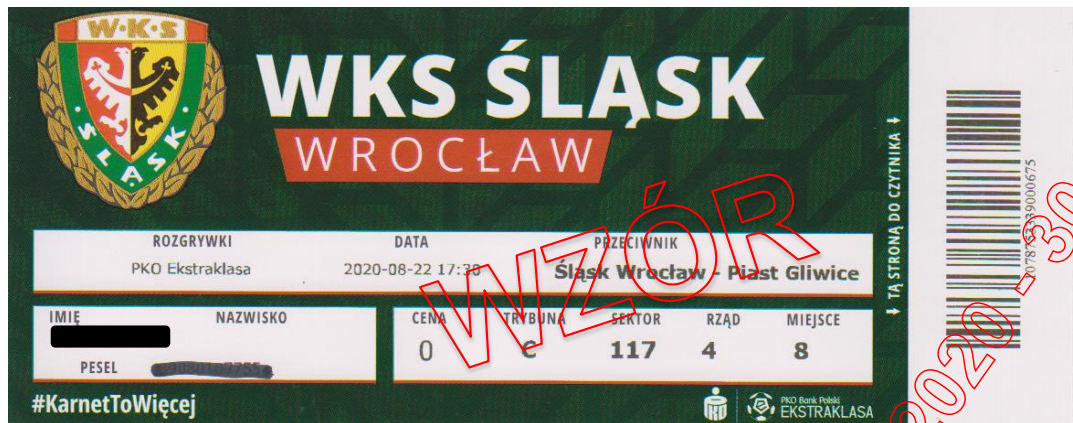 W•K•S
ŚLĄSK
WKS ŚLĄSK
WROCŁAW
ROZGRYWKI DATA PRZECIWNIK
PKO Ekstraklasa 2020-08-22 17:30 Śląsk Wrocław - Piast Gliwice
IMIĘ NAZWISKO
PESEL
CENA TRYBUNA SEKTOR RZĄD MIEJSCE
0 C 117 4 8
#KarnetToWięcej
PKO Bank Polski
EKSTRAKLASA
TĄ STRONĄ DO CZYTNIKA
WZÓR
2020 - 30